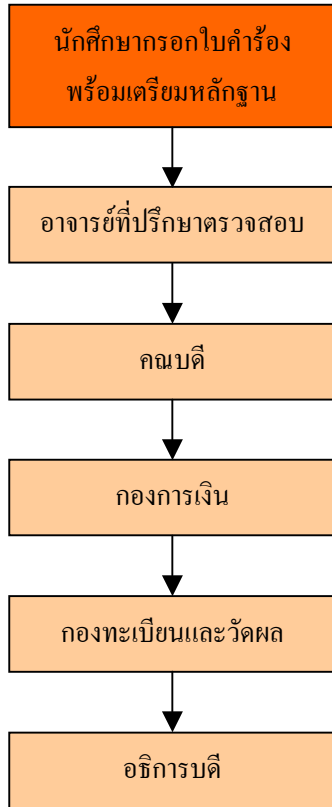 นักศึกษากรอกใบคำร้อง
พร้อมเตรียมหลักฐาน
อาจารย์ที่ปรึกษาตรวจสอบ
คณบดี
กองการเงิน
กองทะเบียนและวัดผล
อธิการบดี